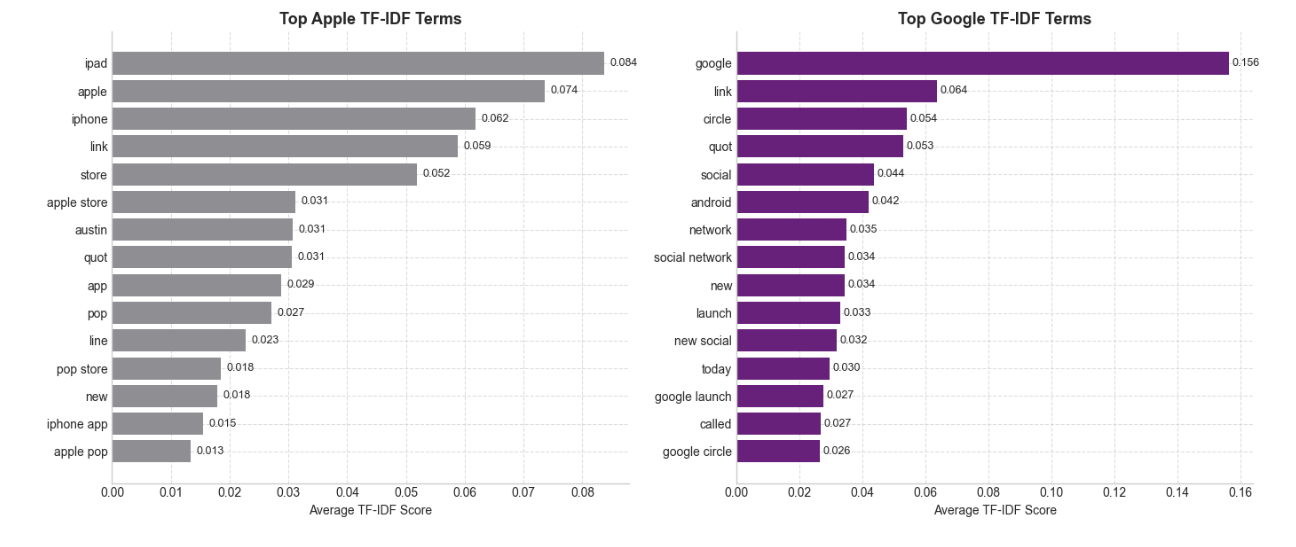 Top Apple TF-IDF Terms
ipad 0.084
apple 0.074
iphone 0.062
link 0.059
store 0.052
apple store 0.031
austin 0.031
quot 0.031
app 0.029
pop 0.027
line 0.023
pop store 0.018
new 0.018
iphone app 0.015
apple pop 0.013
0.00 0.01 0.02 0.03 0.04 0.05 0.06 0.07 0.08
Average TF-IDF Score
Top Google TF-IDF Terms
google 0.156
link 0.064
circle 0.054
quot 0.053
social 0.044
android 0.042
network 0.035
social network 0.034
new 0.034
launch 0.033
new social 0.032
today 0.030
google launch 0.027
called 0.027
google circle 0.026
0.00 0.02 0.04 0.06 0.08 0.10 0.12 0.14 0.16
Average TF-IDF Score